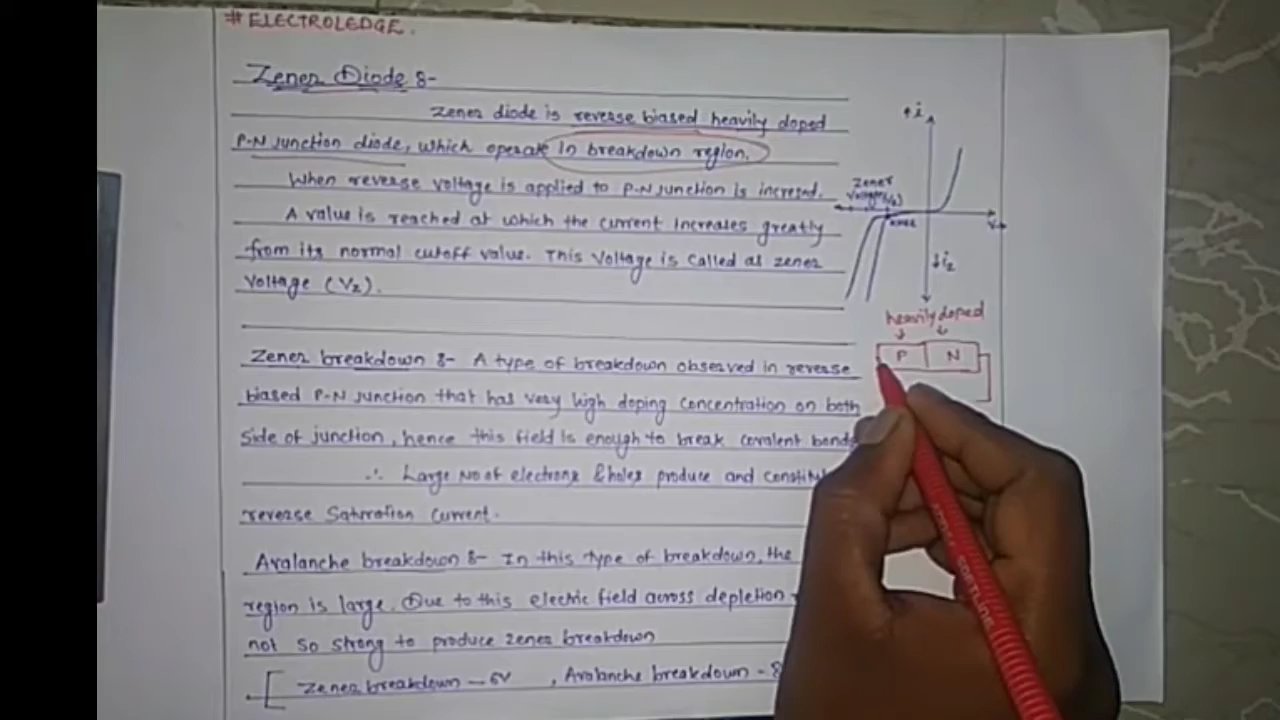 #ELECTROLEDGE.
Zener Diode :-
Zener diode is reverse biased heavily doped
P-N junction diode, which operate in breakdown region.
When reverse voltage is applied to P-N junction is incresed.
A value is reached at which the current increases greatly
from its normal cutoff value. This voltage is called as zener
Voltage (Vz).
Zener breakdown :- A type of breakdown observed in reverse
biased P-N junction that has very high doping concentration on both
side of junction, hence this field is enough to break covalent bonds
∴ Large No of electrons & holes produce and constitu
reverse Saturation Current.
Avalanche breakdown :- In this type of breakdown, the
region is large. Due to this electric field across depletion
not so strong to produce zener breakdown
Zener breakdown - 6V , Avalanche breakdown - 8
+i
Zener
Voltage (Vz)
knee
V+
↓iz
heavily doped
P N